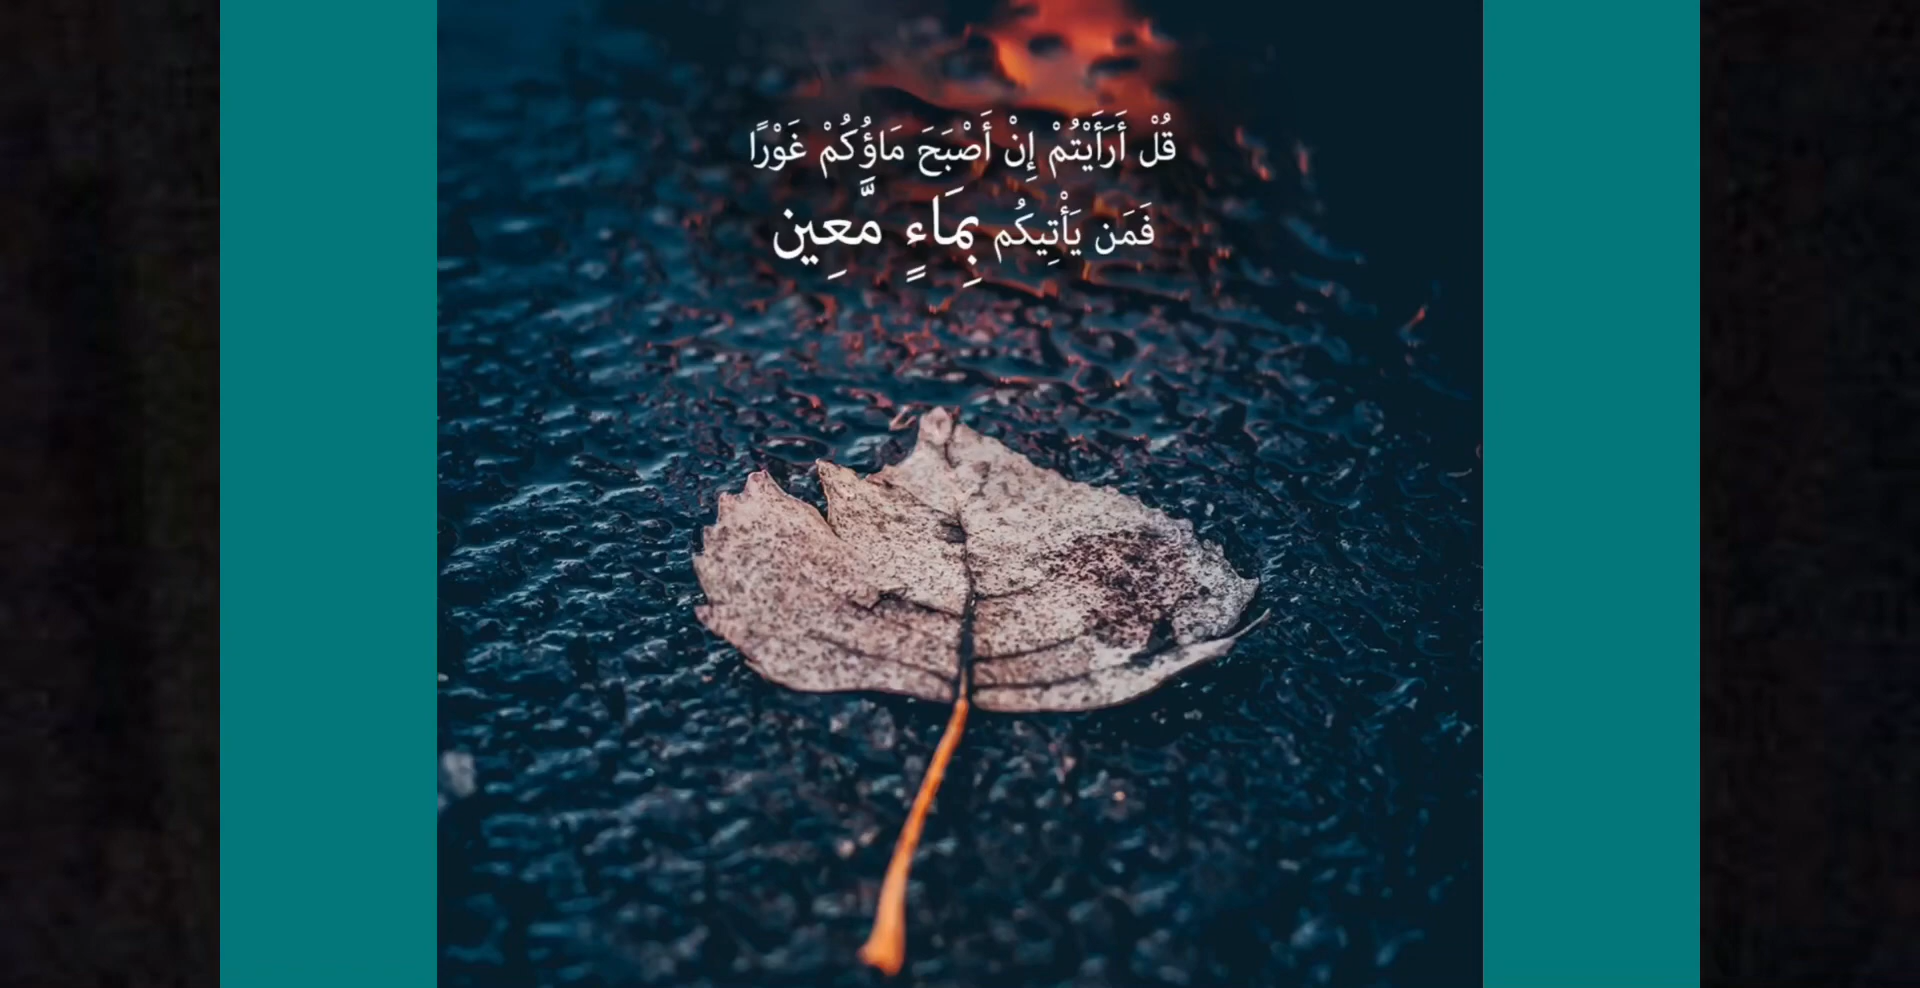 قُلْ أَرَأَيْتُمْ إِنْ أَصْبَحَ مَاؤُكُمْ غَوْرًا
فَمَن يَأْتِيكُم بِمَاءٍ مَّعِين